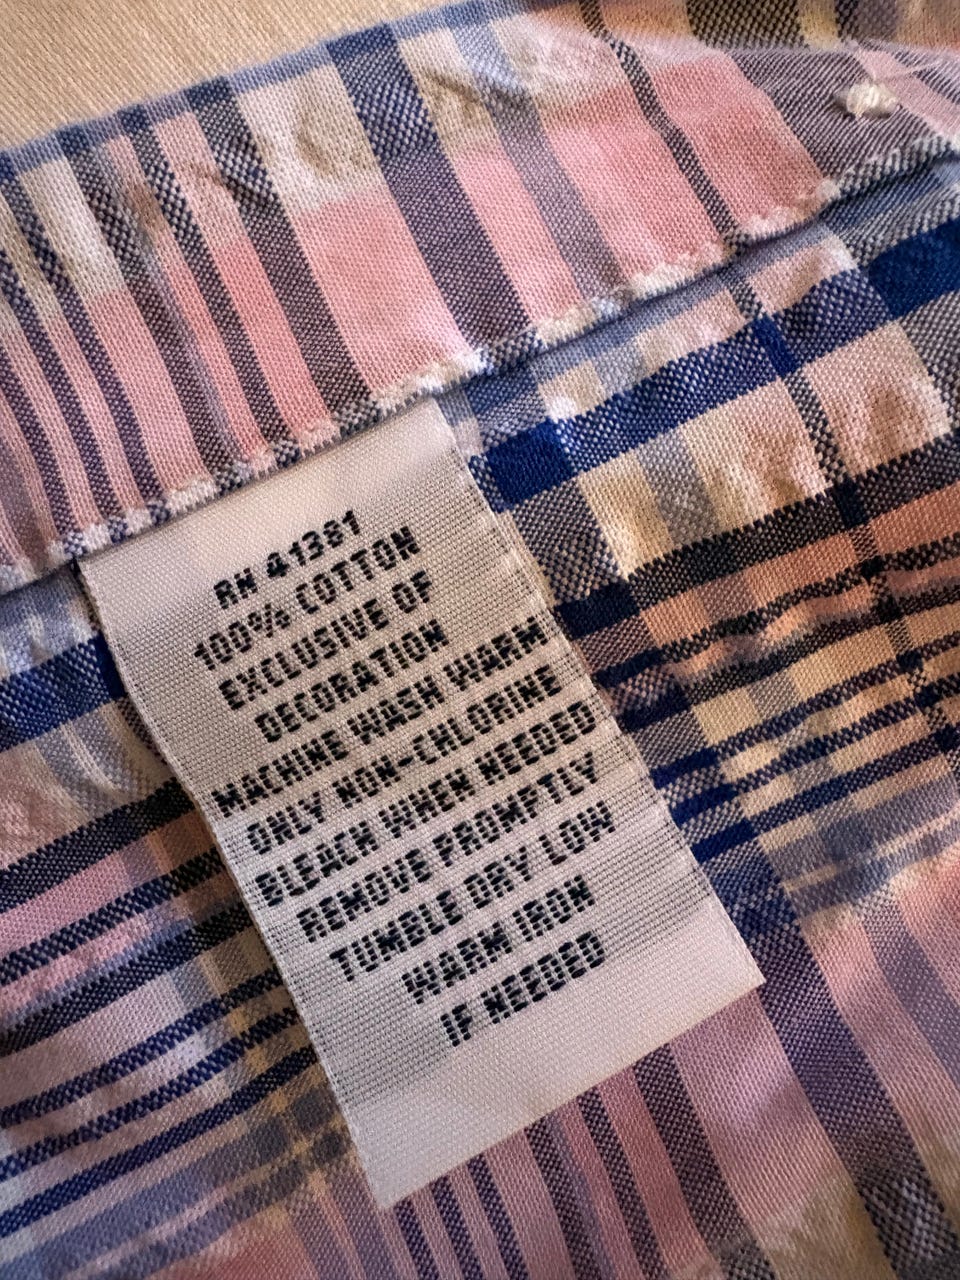 RN 41381
100% COTTON
EXCLUSIVE OF
DECORATION
MACHINE WASH WARM
ONLY NON-CHLORINE
BLEACH WHEN NEEDED
REMOVE PROMPTLY
TUMBLE DRY LOW
WARM IRON
IF NEEDED